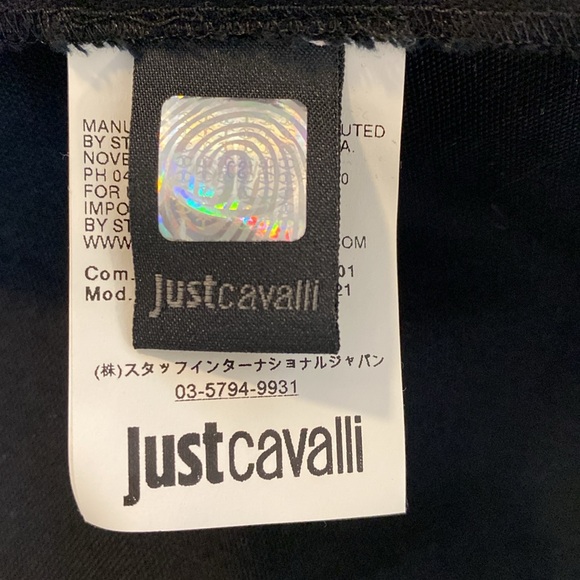 MANU UTED
BY ST A.
NOVE
PH 04 0
FOR
IMPO
BY ST
WWW OM
Com. 01
Mod. 21
justcavalli
(株)スタッフインターナショナルジャパン
03-5794-9931
justcavalli